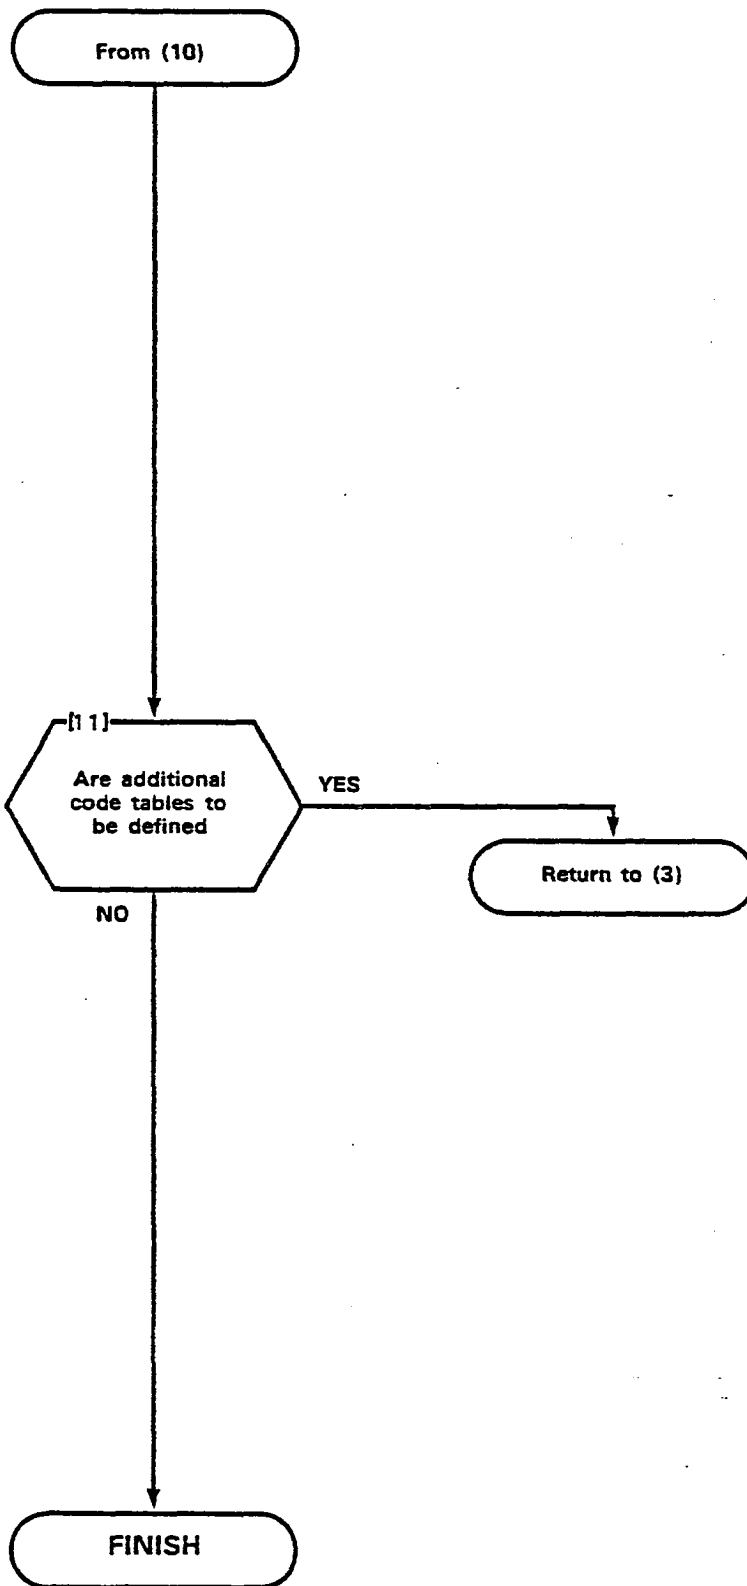 From (10)
[11]
Are additional
code tables to
be defined
YES
Return to (3)
NO
FINISH